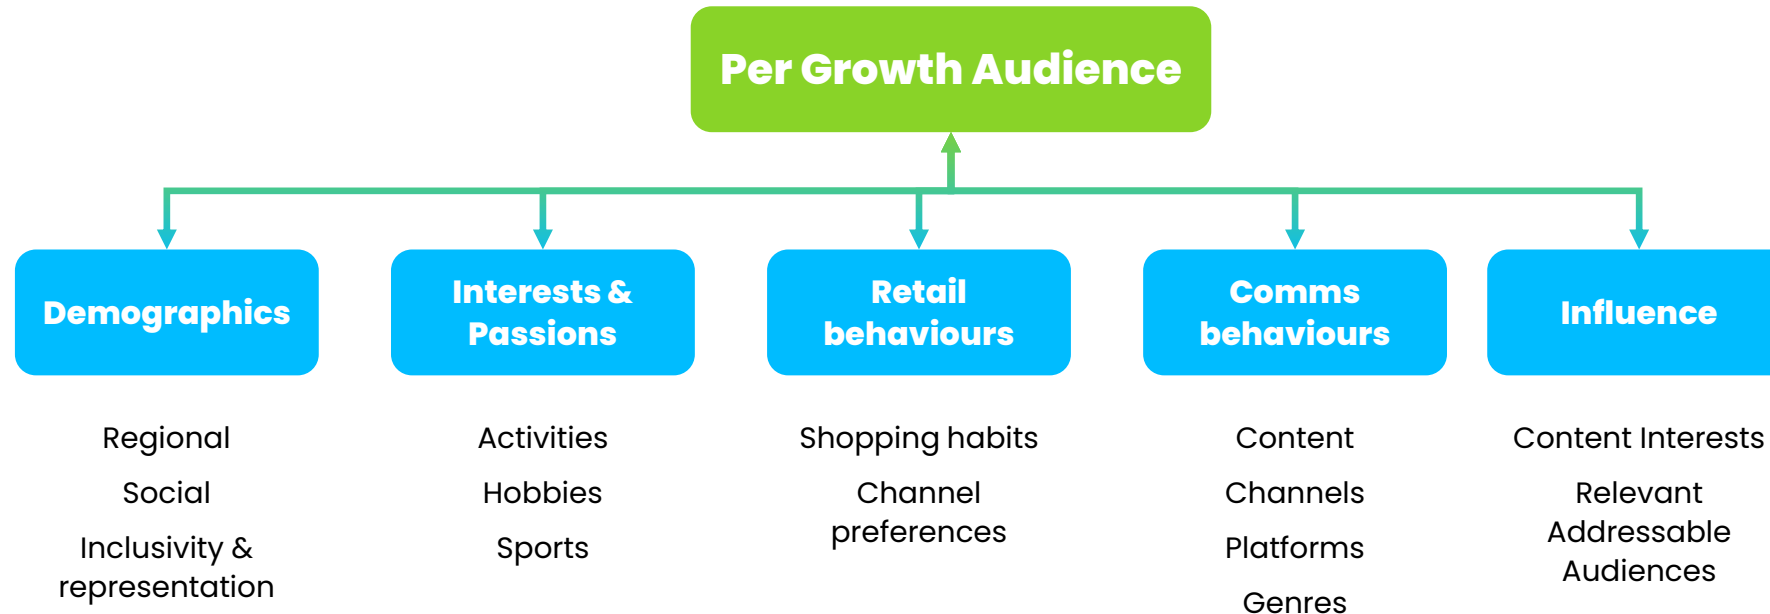 Per Growth Audience
Demographics
Interests &
Passions
Retail
behaviours
Comms
behaviours
Influence
Regional
Social
Inclusivity &
representation
Activities
Hobbies
Sports
Shopping habits
Channel
preferences
Content
Channels
Platforms
Genres
Content Interests
Relevant
Addressable
Audiences